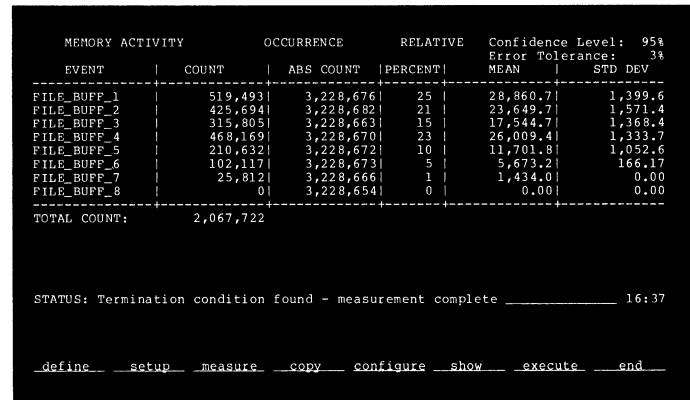 MEMORY ACTIVITY OCCURRENCE RELATIVE Confidence Level: 95%
Error Tolerance: 3%
EVENT | COUNT | ABS COUNT |PERCENT| MEAN | STD DEV
FILE_BUFF_1 | 519,493| 3,228,676| 25 | 28,860.7| 1,399.6
FILE_BUFF_2 | 425,694| 3,228,682| 21 | 23,649.7| 1,571.4
FILE_BUFF_3 | 315,805| 3,228,663| 15 | 17,544.7| 1,368.4
FILE_BUFF_4 | 468,169| 3,228,670| 23 | 26,009.4| 1,333.7
FILE_BUFF_5 | 210,632| 3,228,672| 10 | 11,701.8| 1,052.6
FILE_BUFF_6 | 102,117| 3,228,673| 5 | 5,673.2| 166.17
FILE_BUFF_7 | 25,812| 3,228,666| 1 | 1,434.0| 0.00
FILE_BUFF_8 | 0| 3,228,654| 0 | 0.00| 0.00
TOTAL COUNT: 2,067,722
STATUS: Termination condition found - measurement complete 16:37
define setup measure copy configure show execute end